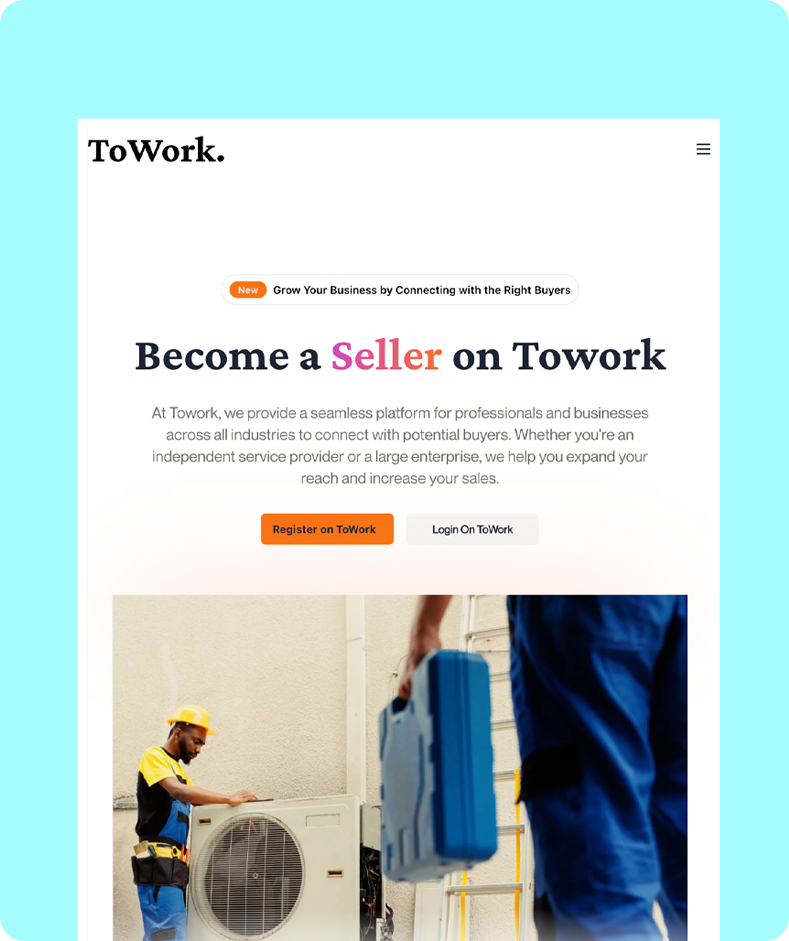 ToWork.
New Grow Your Business by Connecting with the Right Buyers
Become a Seller on Towork
At Towork, we provide a seamless platform for professionals and businesses
across all industries to connect with potential buyers. Whether you're an
independent service provider or a large enterprise, we help you expand your
reach and increase your sales.
Register on ToWork Login On ToWork